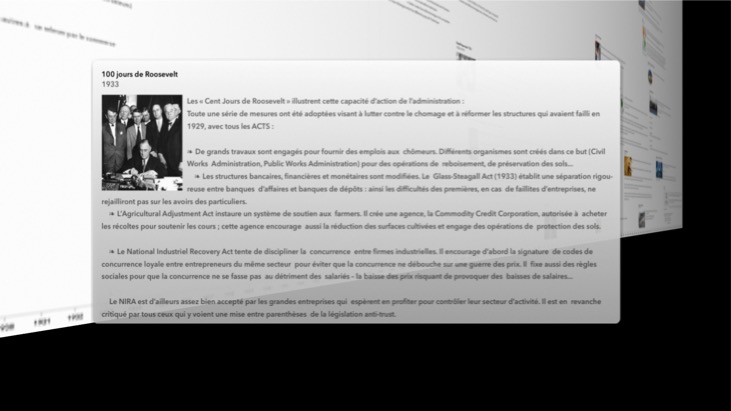 100 jours de Roosevelt
1933
Les « Cent Jours de Roosevelt » illustrent cette capacité d'action de l'administration :
Toute une série de mesures ont été adoptées visant à lutter contre le chomage et à réformer les structures qui avaient failli en
1929, avec tous les ACTS :
❧ De grands travaux sont engagés pour fournir des emplois aux chômeurs. Différents organismes sont créés dans ce but (Civil
Works Administration, Public Works Administration) pour des opérations de reboisement, de préservation des sols...
❧ Les structures bancaires, financières et monétaires sont modifiées. Le Glass-Steagall Act (1933) établit une séparation rigou-
reuse entre banques d'affaires et banques de dépôts : ainsi les difficultés des premières, en cas de faillites d'entreprises, ne
rejailliront pas sur les avoirs des particuliers.
❧ L'Agricultural Adjustment Act instaure un système de soutien aux farmers. Il crée une agence, la Commodity Credit Corporation, autorisée à acheter
les récoltes pour soutenir les cours ; cette agence encourage aussi la réduction des surfaces cultivées et engage des opérations de protection des sols.
❧ Le National Industriel Recovery Act tente de discipliner la concurrence entre firmes industrielles. Il encourage d'abord la signature de codes de
concurrence loyale entre entrepreneurs du même secteur pour éviter que la concurrence ne débouche sur une guerre des prix. Il fixe aussi des règles
sociales pour que la concurrence ne se fasse pas au détriment des salariés - la baisse des prix risquant de provoquer des baisses de salaires...
Le NIRA est d'ailleurs assez bien accepté par les grandes entreprises qui espèrent en profiter pour contrôler leur secteur d'activité. Il est en revanche
critiqué par tous ceux qui y voient une mise entre parenthèses de la législation anti-trust.
1931 1932